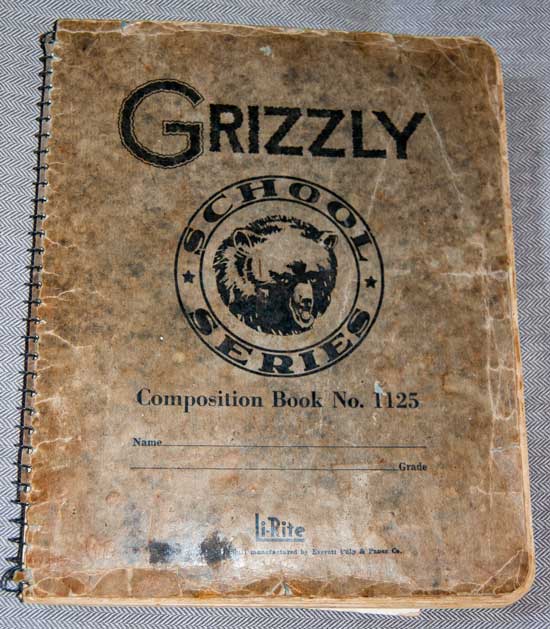 GRIZZLY
SCHOOL
SERIES
Composition Book No. 1125
Name
Grade
Li-Rite
manufactured by Everett Pulp & Paper Co.